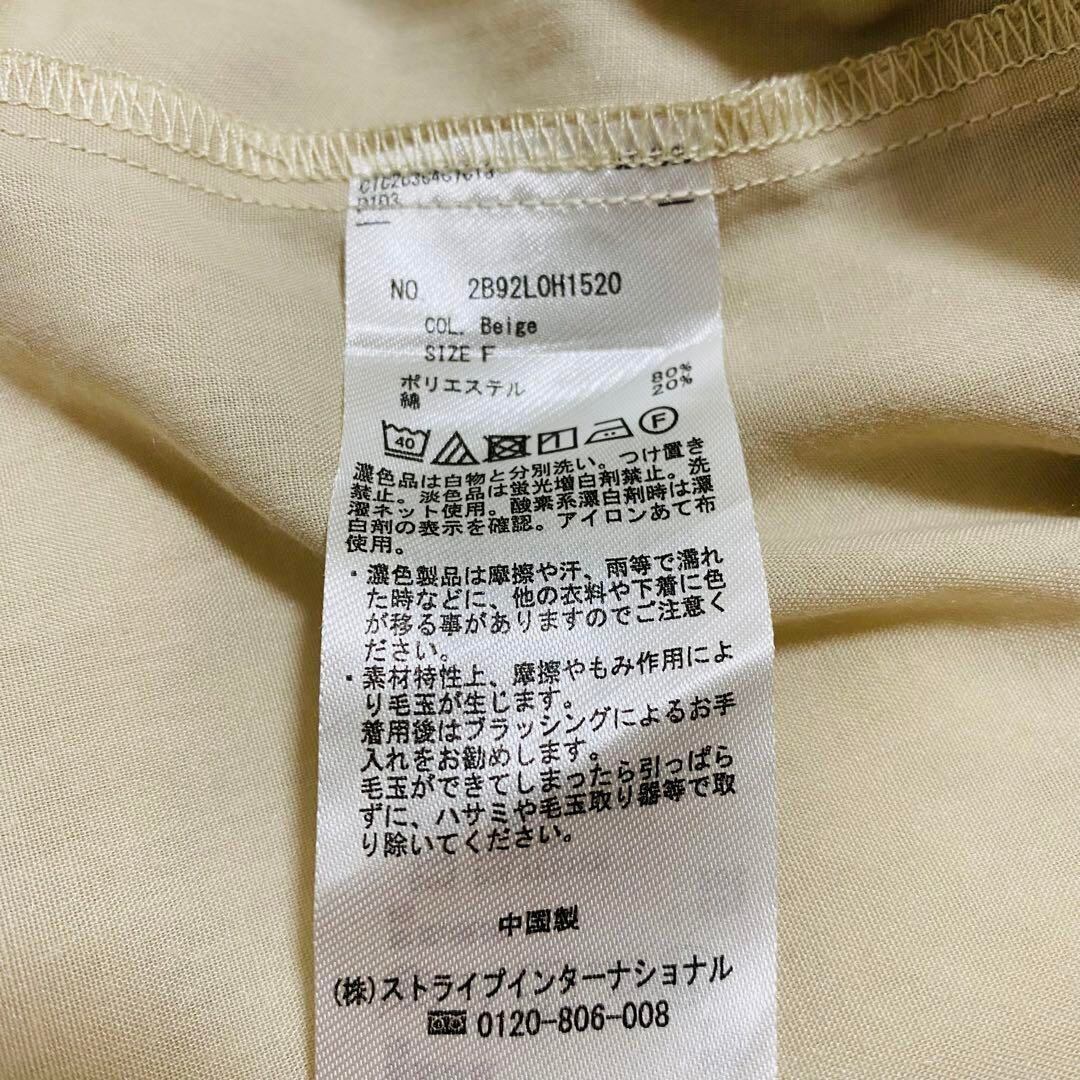 NO 2B92L0H1520
COL. Beige
SIZE F
ポリエステル 80%
綿 20%
40 F
濃色品は白物と分別洗い。つけ置き
禁止。淡色品は蛍光増白剤禁止。洗
濯ネット使用。酸素系漂白剤時は漂
白剤の表示を確認。アイロンあて布
使用。
・濃色製品は摩擦や汗、雨等で濡れ
た時などに、他の衣料や下着に色
が移る事がありますのでご注意く
ださい。
・素材特性上、摩擦やもみ作用によ
り毛玉が生じます。
着用後はブラッシングによるお手
入れをお勧めします。
毛玉ができてしまったら引っぱら
ずに、ハサミや毛玉取り器等で取
り除いてください。
中国製
(株)ストライプインターナショナル
0120-806-008